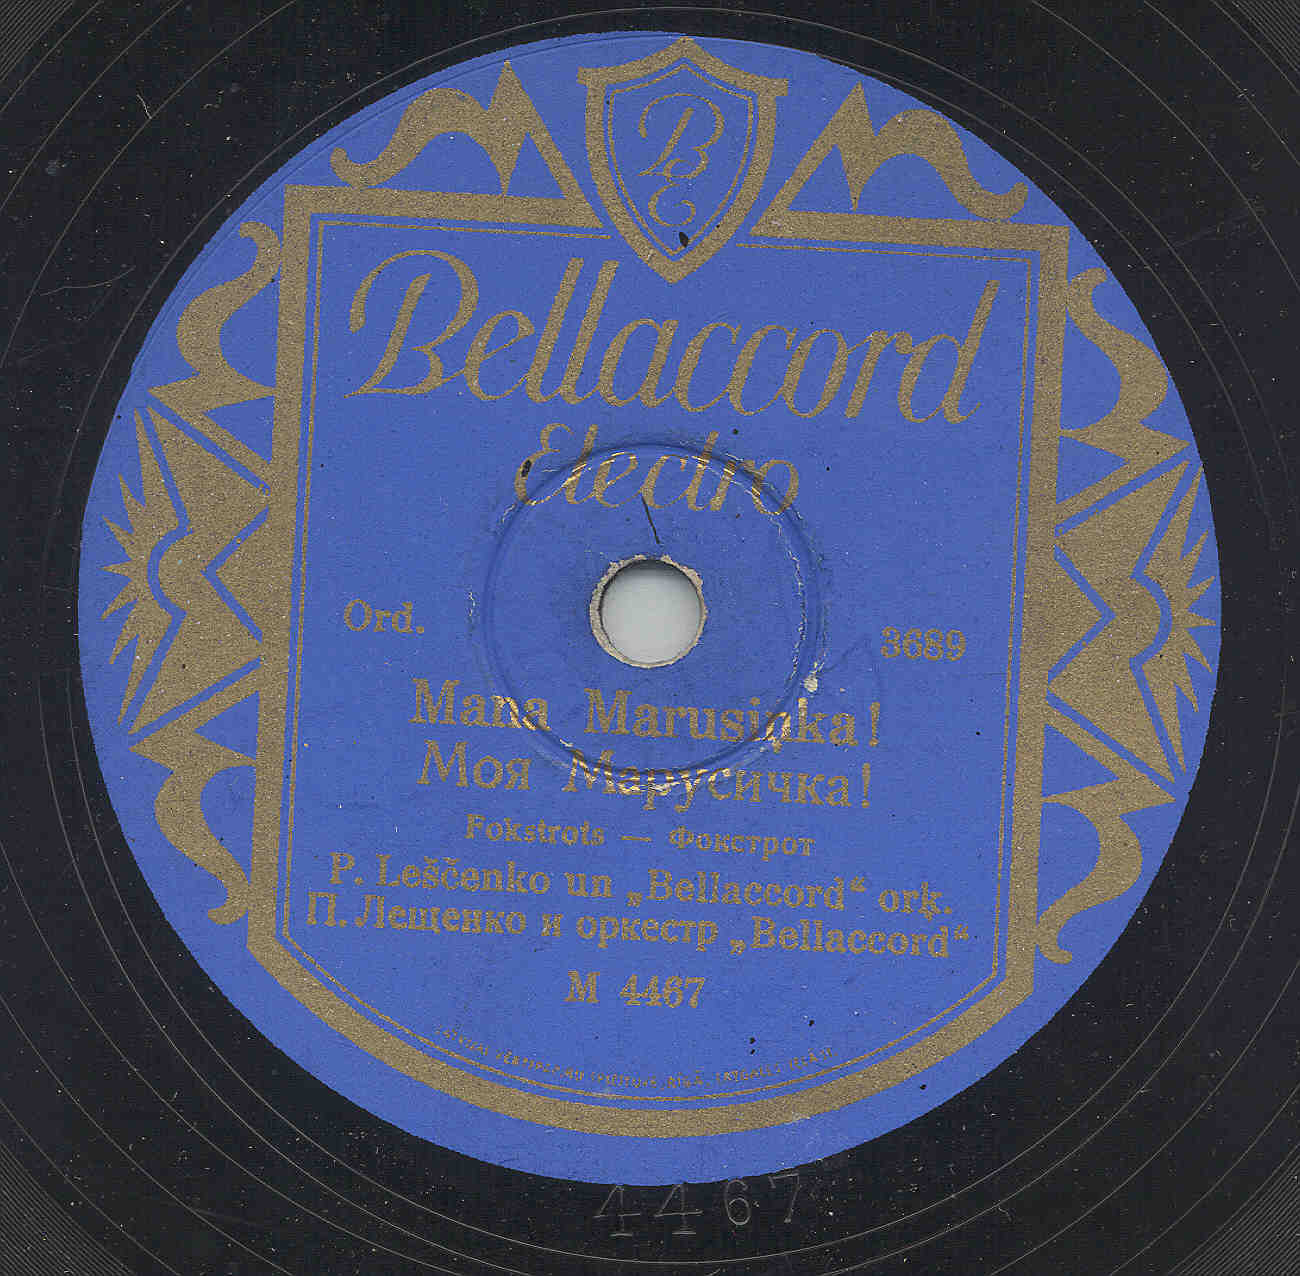 B
E
Bellaccord
Electro
Ord. 3689
Mana Marusiņka!
Моя Марусичка!
Fokstrots — Фокстрот
P. Leščenko un „Bellaccord“ orķ.
П. Лещенко и оркестр „Bellaccord“
M 4467
4467